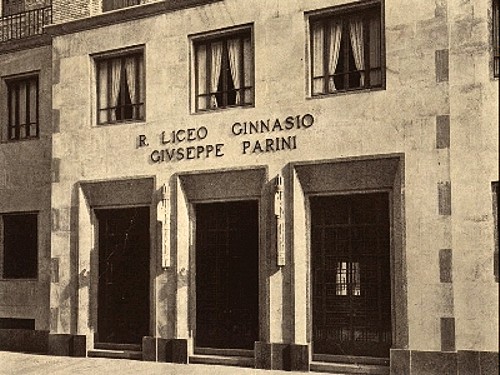 R. LICEO GINNASIO
GIVSEPPE PARINI